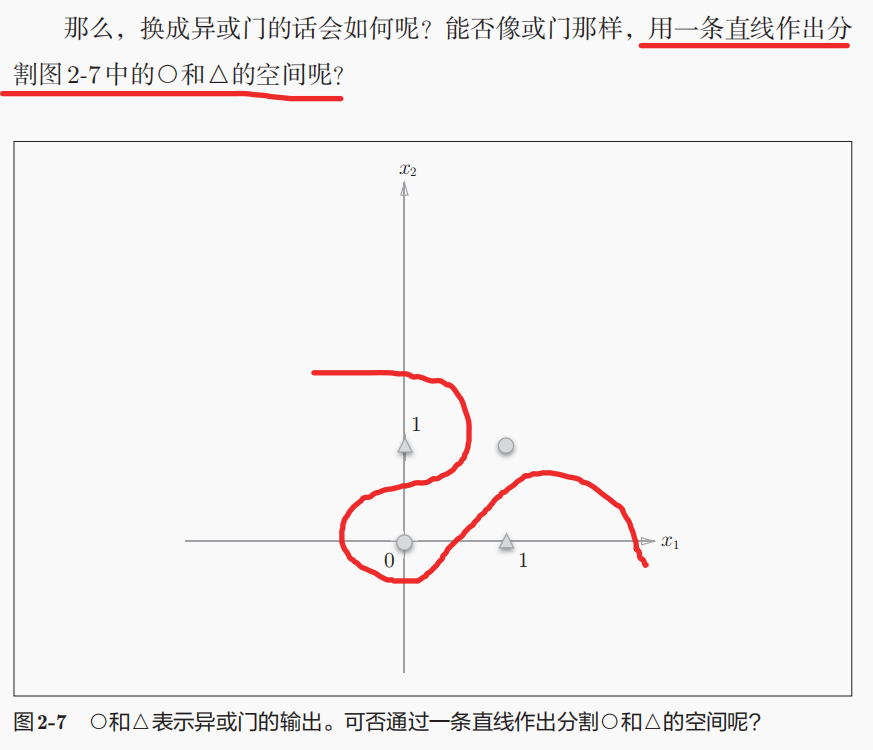 那么，换成异或门的话会如何呢？能否像或门那样，用一条直线作出分
割图2-7中的○和△的空间呢？
x₂
1
0
1
x₁
图2-7 ○和△表示异或门的输出。可否通过一条直线作出分割○和△的空间呢？